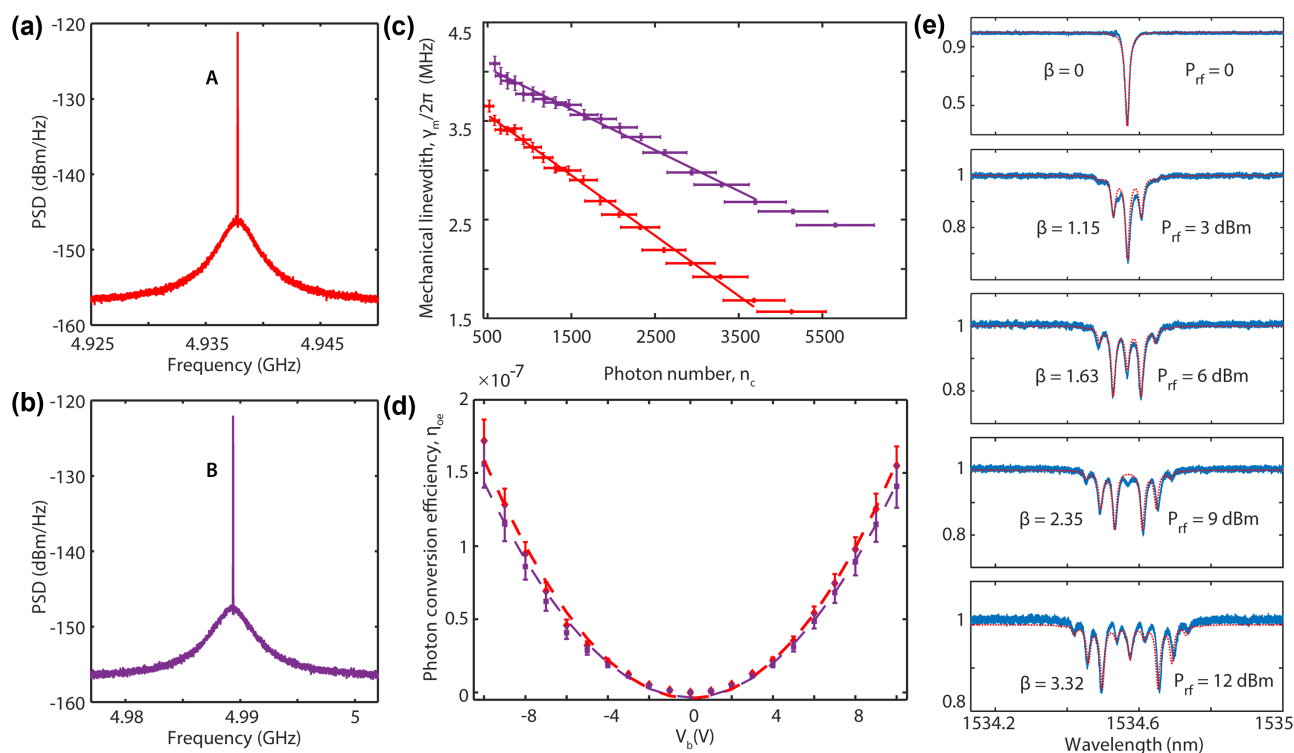 (a)
-120
-130
-140
-150
-160
PSD (dBm/Hz)
A
4.925
4.935
4.945
Frequency (GHz)
(b)
-120
-130
-140
-150
-160
PSD (dBm/Hz)
B
4.98
4.99
5
Frequency (GHz)
(c)
4.5
3.5
2.5
1.5
Mechanical linewdith, γm/2π (MHz)
500
1500
2500
3500
4500
5500
Photon number, nc
(d)
×10⁻⁷
2
1.5
1
0.5
0
Photon conversion efficiency, ηoe
-8
-4
0
4
8
Vb(V)
(e)
0.9
0.5
β = 0
Prf = 0
1
0.8
β = 1.15
Prf = 3 dBm
1
0.8
β = 1.63
Prf = 6 dBm
1
0.8
β = 2.35
Prf = 9 dBm
1
0.8
β = 3.32
Prf = 12 dBm
1534.2
1534.6
1535
Wavelength (nm)